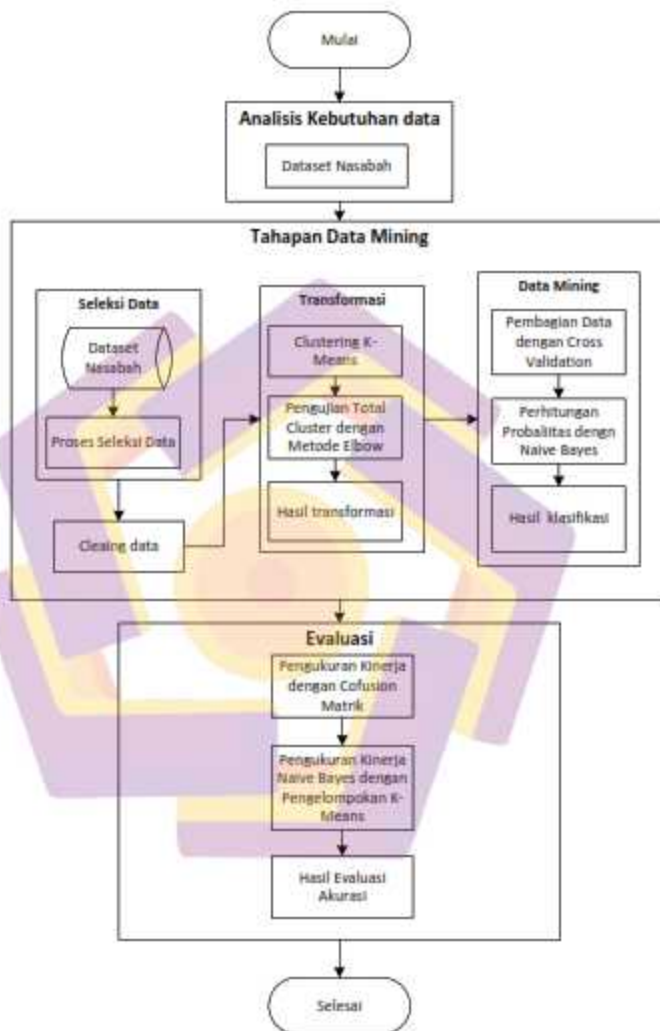 Mulai
Analisis Kebutuhan data
Dataset Nasabah
Tahapan Data Mining
Seleksi Data
Dataset
Nasabah
Proses Seleksi Data
Cleaing data
Transformasi
Clustering K-
Means
Pengujian Total
Cluster dengan
Metode Elbow
Hasil transformasi
Data Mining
Pembagian Data
dengan Cross
Validation
Perhitungan
Probaliitas dengn
Naive Bayes
Hasil klasifikasi
Evaluasi
Pengukuran Kinerja
dengan Cofusion
Matrik
Pengukuran Kinerja
Naive Bayes dengan
Pengelompokan K-
Means
Hasil Evaluasi
Akurasi
Selesai